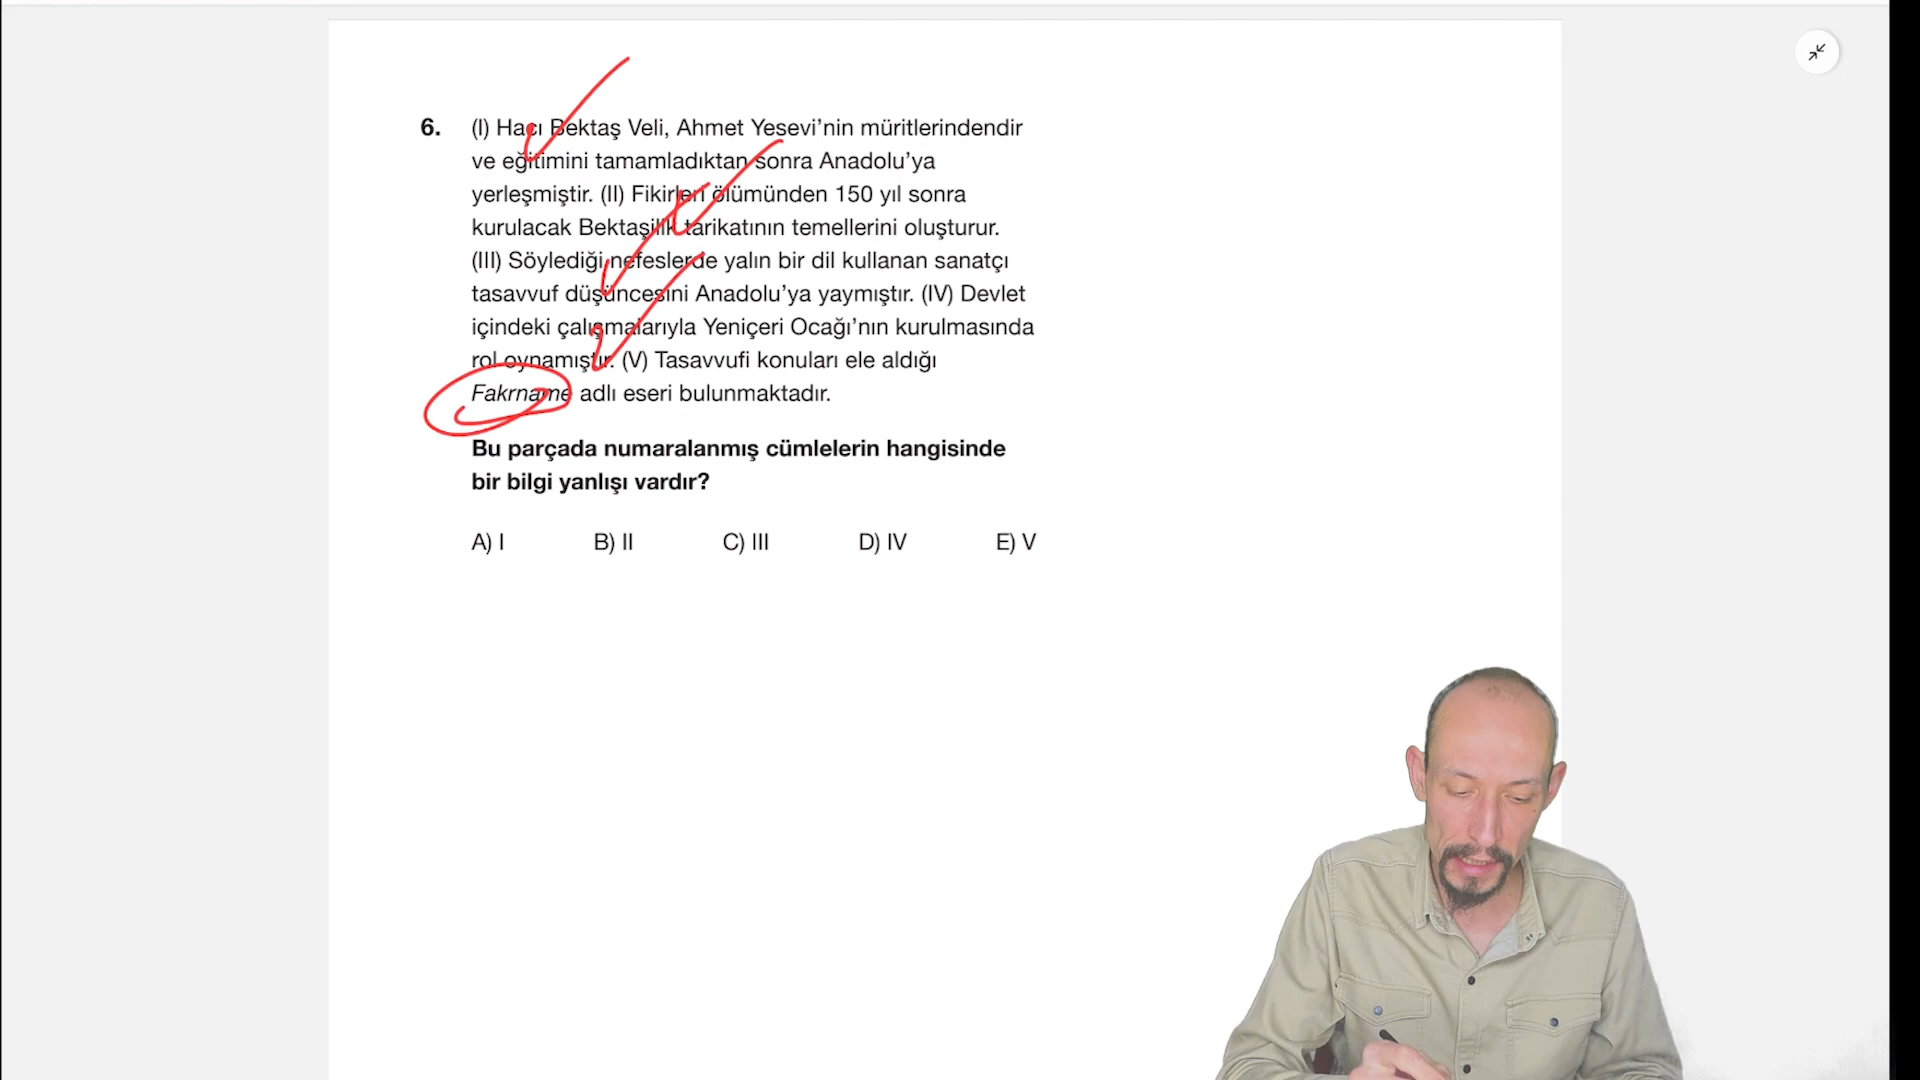 6. (I) Hacı Bektaş Veli, Ahmet Yesevi’nin müritlerindendir
ve eğitimini tamamladıktan sonra Anadolu’ya
yerleşmiştir. (II) Fikirleri ölümünden 150 yıl sonra
kurulacak Bektaşilik tarikatının temellerini oluşturur.
(III) Söylediği nefeslerde yalın bir dil kullanan sanatçı
tasavvuf düşüncesini Anadolu’ya yaymıştır. (IV) Devlet
içindeki çalışmalarıyla Yeniçeri Ocağı’nın kurulmasında
rol oynamıştır. (V) Tasavvufi konuları ele aldığı
Fakrname adlı eseri bulunmaktadır.
Bu parçada numaralanmış cümlelerin hangisinde
bir bilgi yanlışı vardır?
A) I B) II C) III D) IV E) V